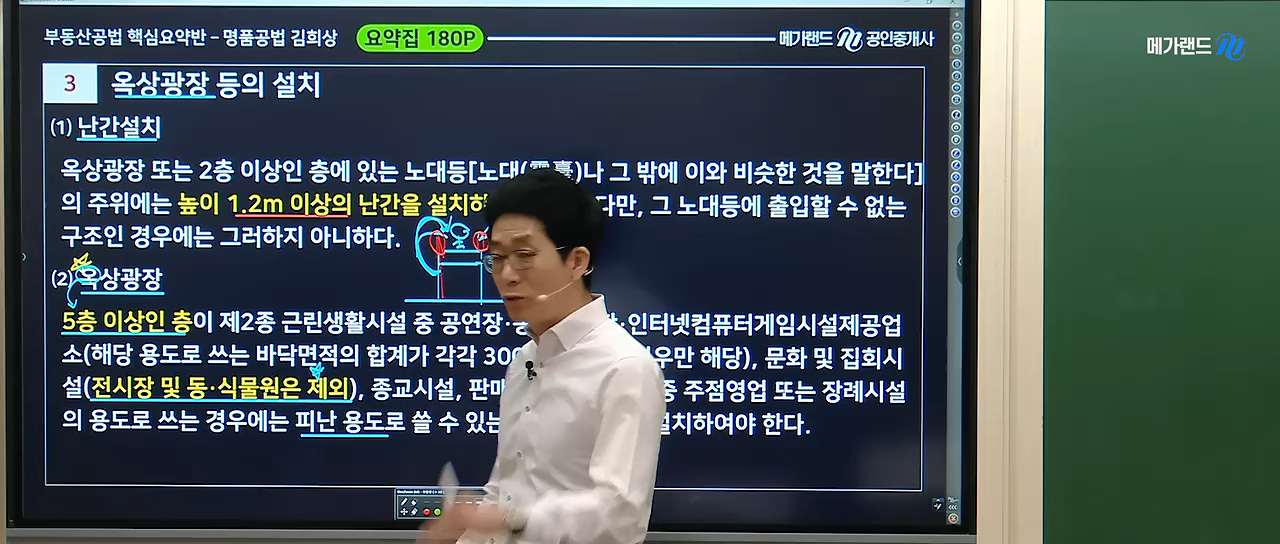 부동산공법 핵심요약반 – 명품공법 김희상
요약집 180P
메가랜드 공인중개사
메가랜드
3 옥상광장 등의 설치
(1) 난간설치
옥상광장 또는 2층 이상인 층에 있는 노대등[노대(露臺)나 그 밖에 이와 비슷한 것을 말한다]
의 주위에는 높이 1.2m 이상의 난간을 설치하 다만, 그 노대등에 출입할 수 없는
구조인 경우에는 그러하지 아니하다.
(2) 옥상광장
5층 이상인 층이 제2종 근린생활시설 중 공연장· ·인터넷컴퓨터게임시설제공업
소(해당 용도로 쓰는 바닥면적의 합계가 각각 30 우만 해당), 문화 및 집회시
설(전시장 및 동·식물원은 제외), 종교시설, 판매 중 주점영업 또는 장례시설
의 용도로 쓰는 경우에는 피난 용도로 쓸 수 있는 설치하여야 한다.